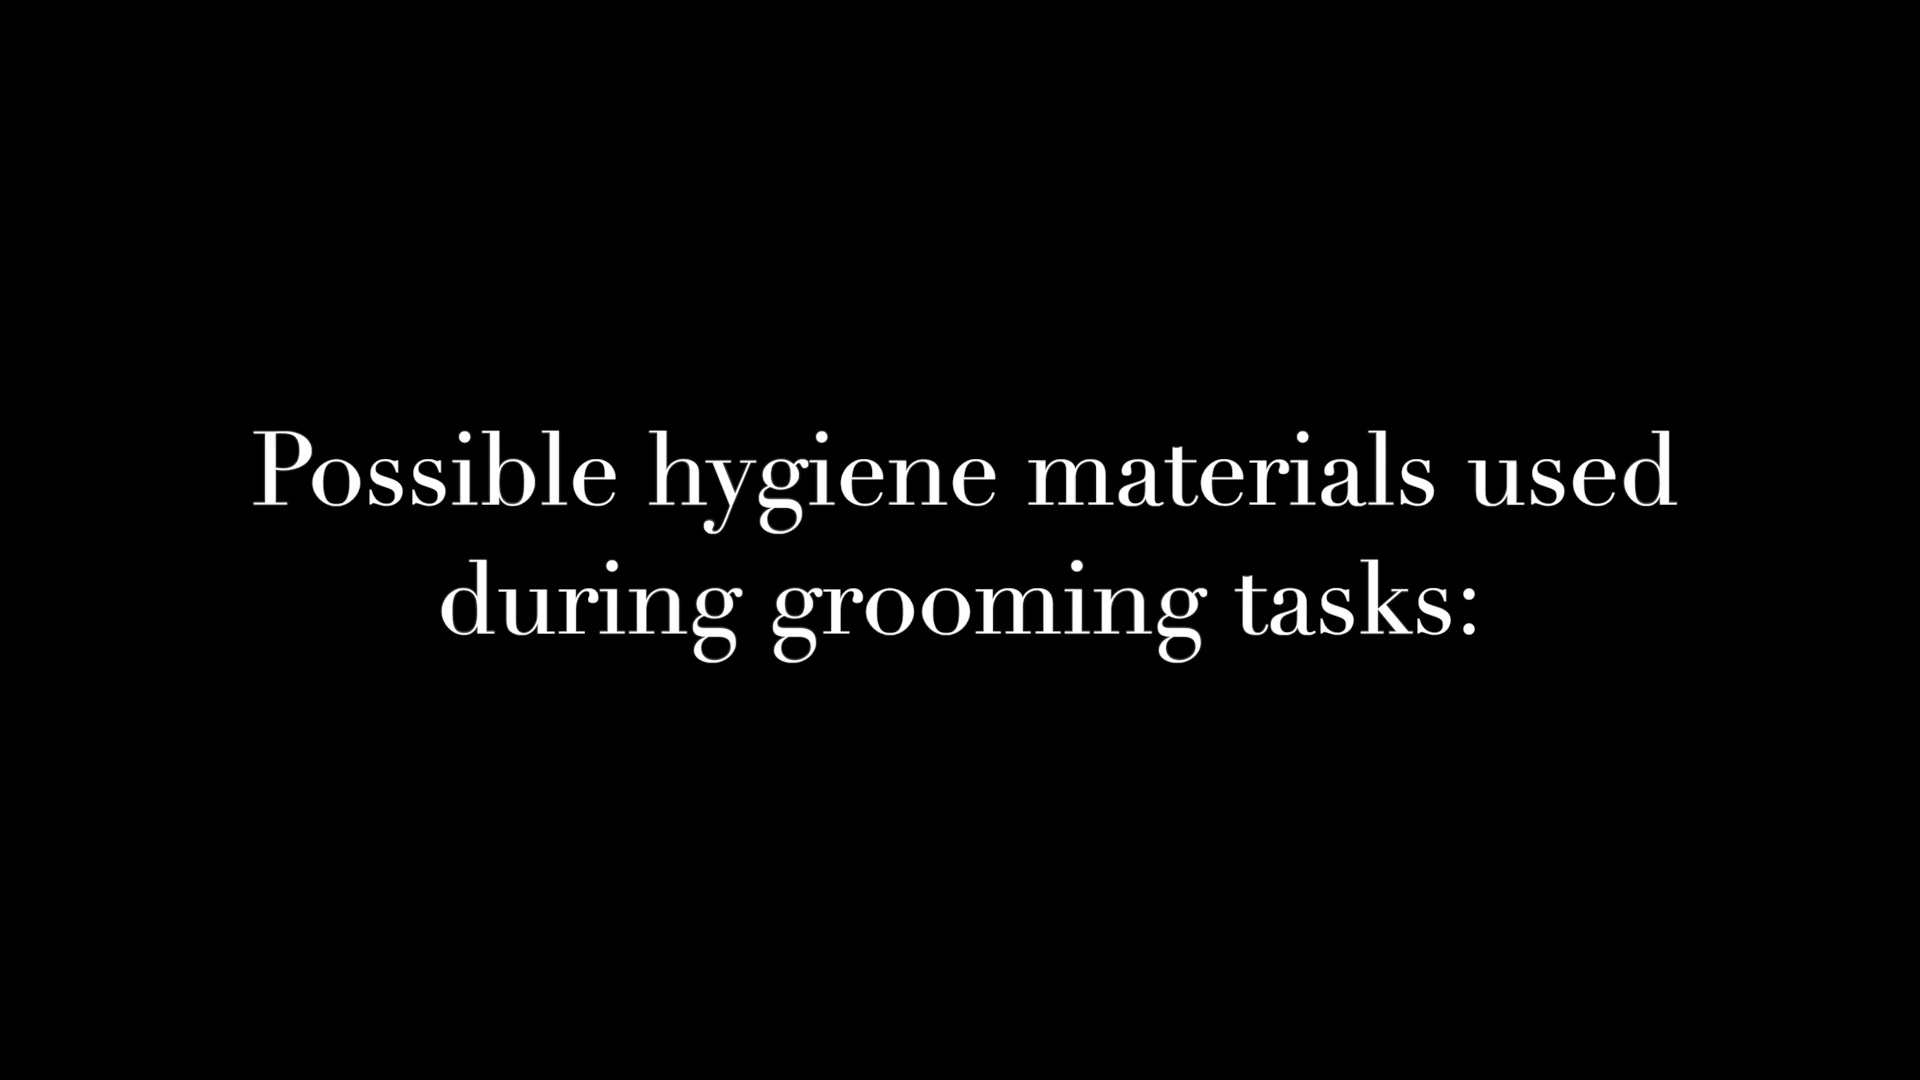 Possible hygiene materials used
during grooming tasks: